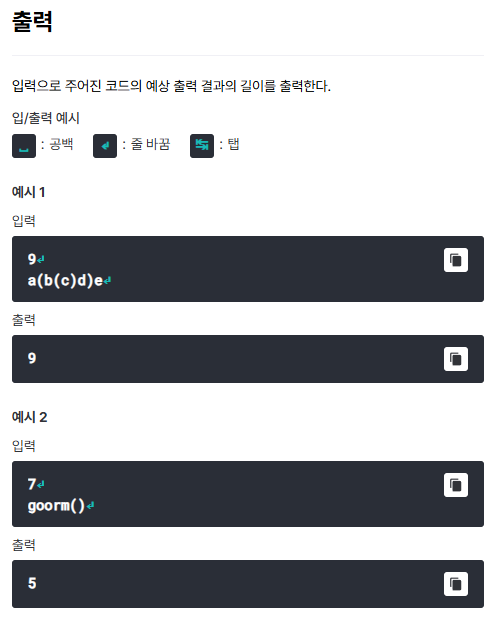 출력
입력으로 주어진 코드의 예상 출력 결과의 길이를 출력한다.
입/출력 예시
␣ : 공백 ↲ : 줄 바꿈 ↹ : 탭
예시 1
입력
9↲
a(b(c)d)e↲
출력
9
예시 2
입력
7↲
goorm()↲
출력
5